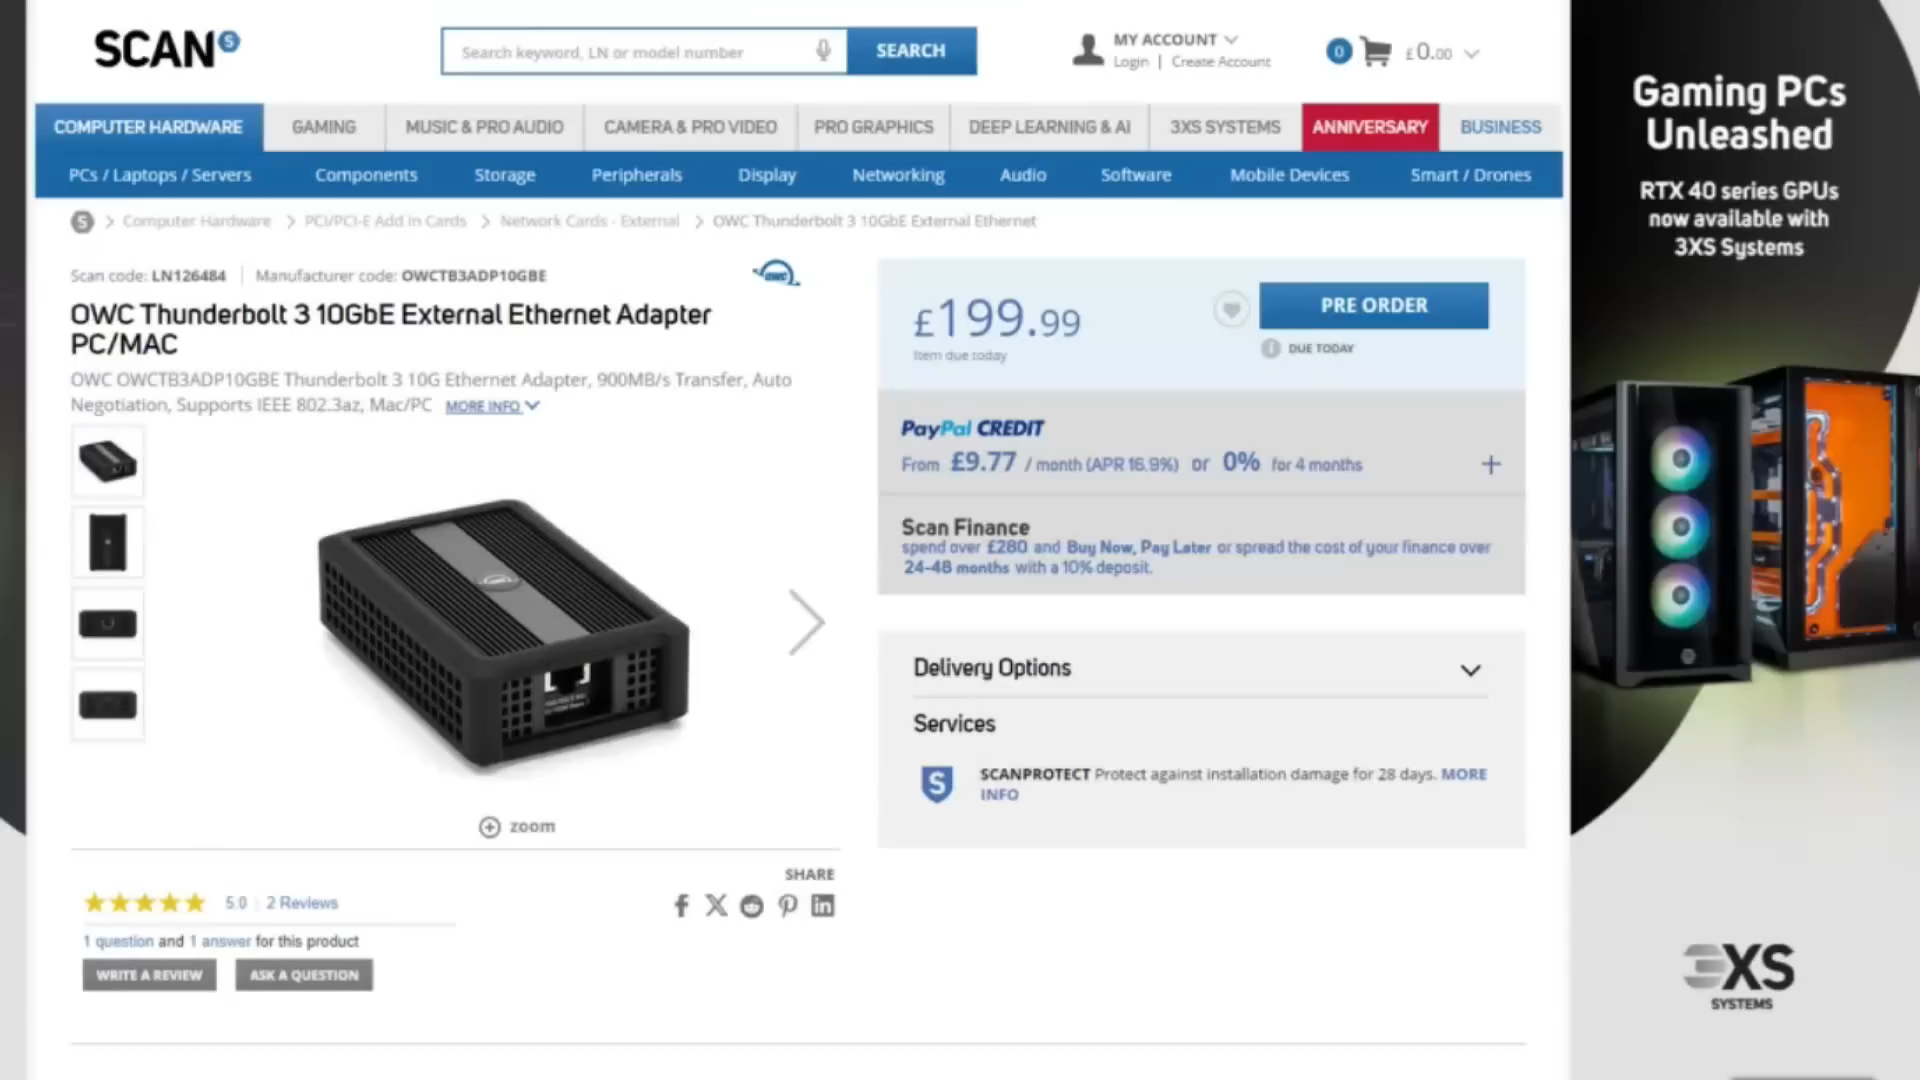 SCAN S
Search keyword, LN or model number
SEARCH
MY ACCOUNT
Login | Create Account
0
£0.00
COMPUTER HARDWARE
GAMING
MUSIC & PRO AUDIO
CAMERA & PRO VIDEO
PRO GRAPHICS
DEEP LEARNING & AI
3XS SYSTEMS
ANNIVERSARY
BUSINESS
PCs / Laptops / Servers
Components
Storage
Peripherals
Display
Networking
Audio
Software
Mobile Devices
Smart / Drones
S > Computer Hardware > PCI/PCI-E Add In Cards > Network Cards - External > OWC Thunderbolt 3 10GbE External Ethernet
Scan code: LN126484 | Manufacturer code: OWCTB3ADP10GBE
OWC
OWC Thunderbolt 3 10GbE External Ethernet Adapter
PC/MAC
OWC OWCTB3ADP10GBE Thunderbolt 3 10G Ethernet Adapter, 900MB/s Transfer, Auto
Negotiation, Supports IEEE 802.3az, Mac/PC MORE INFO
zoom
SHARE
5.0 | 2 Reviews
1 question and 1 answer for this product
WRITE A REVIEW
ASK A QUESTION
£199.99
Item due today
PRE ORDER
DUE TODAY
PayPal CREDIT
From £9.77 / month (APR 16.9%) or 0% for 4 months
+
Scan Finance
spend over £280 and Buy Now, Pay Later or spread the cost of your finance over
24-48 months with a 10% deposit.
Delivery Options
Services
S
SCANPROTECT Protect against installation damage for 28 days. MORE
INFO
Gaming PCs
Unleashed
RTX 40 series GPUs
now available with
3XS Systems
3XS
SYSTEMS